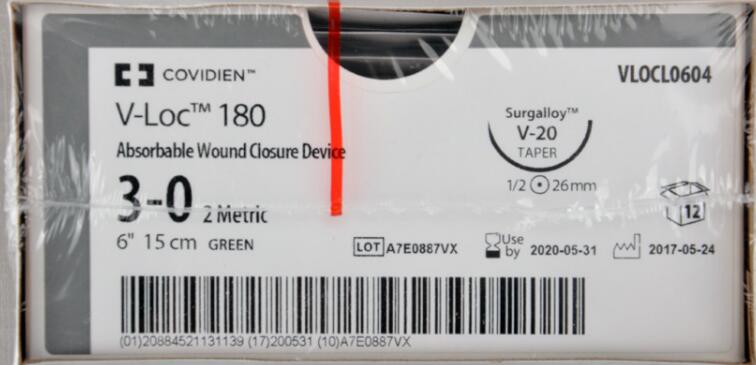 COVIDIEN™
VLOCL0604
V-Loc™ 180
Absorbable Wound Closure Device
Surgalloy™
V-20
TAPER
1/2 26mm
3-0 2 Metric
12
6" 15 cm GREEN
LOT A7E0887VX
Use by 2020-05-31
2017-05-24
(01)20884521131139 (17)200531 (10)A7E0887VX